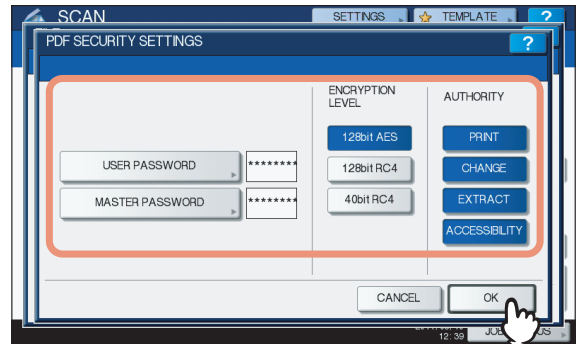 SCAN
SETTINGS
TEMPLATE
?
PDF SECURITY SETTINGS
?
ENCRYPTION
LEVEL
AUTHORITY
128bit AES
PRINT
USER PASSWORD
********
128bit RC4
CHANGE
MASTER PASSWORD
********
40bit RC4
EXTRACT
ACCESSIBILITY
CANCEL
OK
12:39